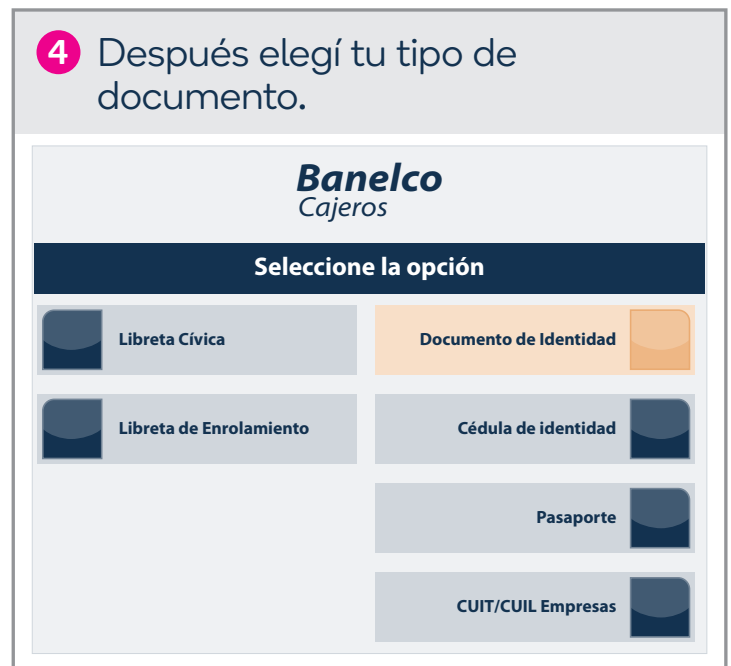 4 Después elegí tu tipo de
documento.
Banelco
Cajeros
Seleccione la opción
Libreta Cívica
Documento de Identidad
Libreta de Enrolamiento
Cédula de identidad
Pasaporte
CUIT/CUIL Empresas